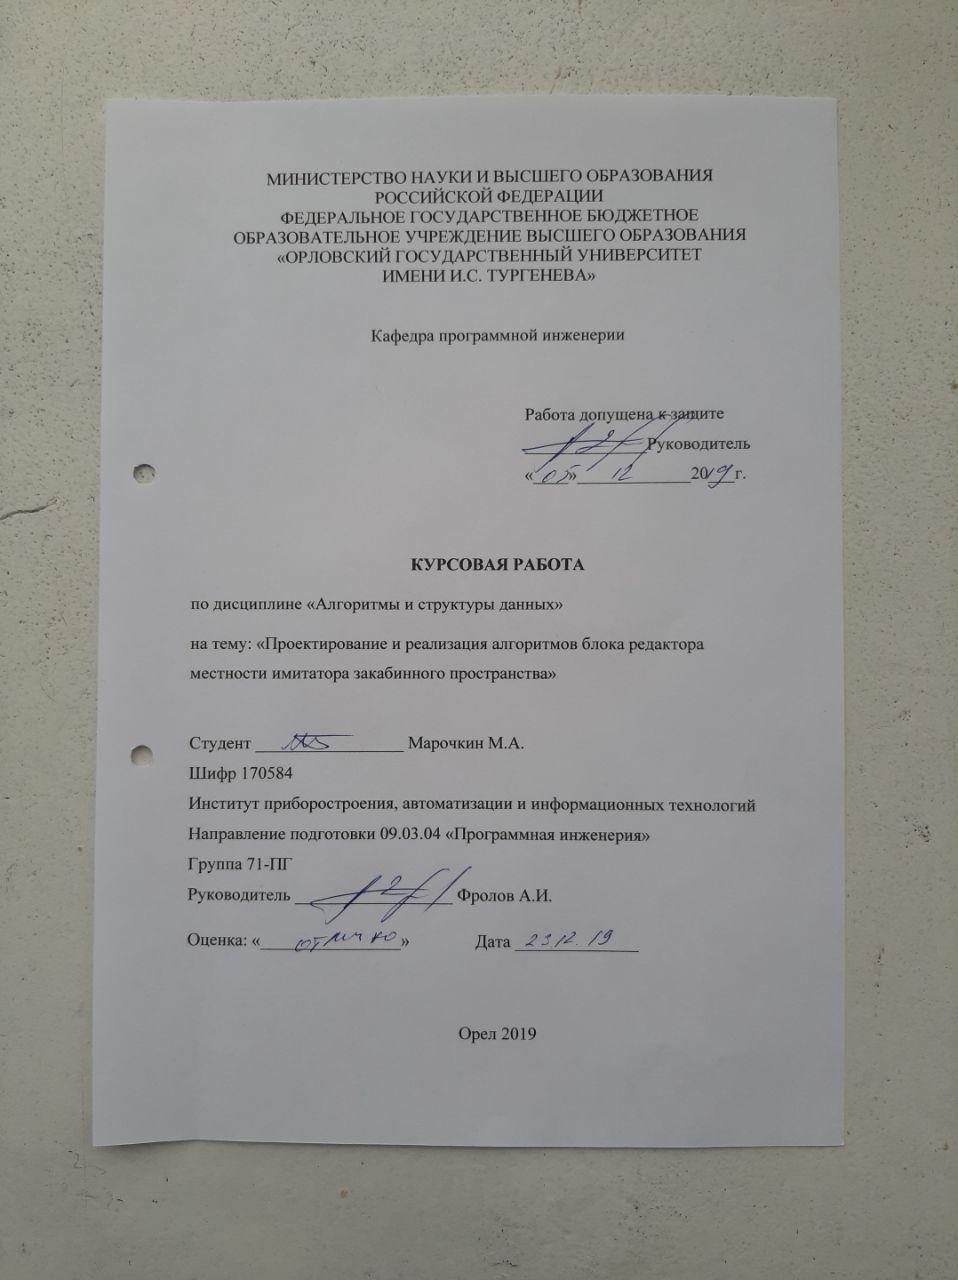 МИНИСТЕРСТВО НАУКИ И ВЫСШЕГО ОБРАЗОВАНИЯ
РОССИЙСКОЙ ФЕДЕРАЦИИ
ФЕДЕРАЛЬНОЕ ГОСУДАРСТВЕННОЕ БЮДЖЕТНОЕ
ОБРАЗОВАТЕЛЬНОЕ УЧРЕЖДЕНИЕ ВЫСШЕГО ОБРАЗОВАНИЯ
«ОРЛОВСКИЙ ГОСУДАРСТВЕННЫЙ УНИВЕРСИТЕТ
ИМЕНИ И.С. ТУРГЕНЕВА»
Кафедра программной инженерии
Работа допущена к защите
Руководитель
«05» 12 2019 г.
КУРСОВАЯ РАБОТА
по дисциплине «Алгоритмы и структуры данных»
на тему: «Проектирование и реализация алгоритмов блока редактора
местности имитатора закабинного пространства»
Студент Марочкин М.А.
Шифр 170584
Институт приборостроения, автоматизации и информационных технологий
Направление подготовки 09.03.04 «Программная инженерия»
Группа 71-ПГ
Руководитель Фролов А.И.
Оценка: «отлично» Дата 23.12.19
Орел 2019